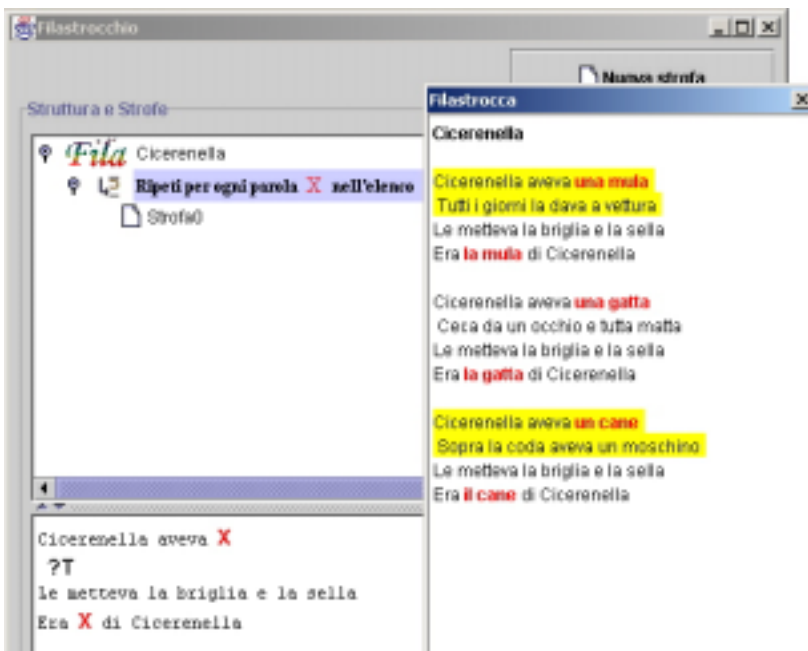 Filastrocchio
Nuova strofa
Struttura e Strofe
Fila Cicerenella
Ripeti per ogni parola X nell'elenco
Strofa0
Cicerenella aveva X
?T
Le metteva la briglia e la sella
Era X di Cicerenella
Filastrocca
Cicerenella
Cicerenella aveva una mula
Tutti i giorni la dava a vettura
Le metteva la briglia e la sella
Era la mula di Cicerenella
Cicerenella aveva una gatta
Ceca da un occhio e tutta matta
Le metteva la briglia e la sella
Era la gatta di Cicerenella
Cicerenella aveva un cane
Sopra la coda aveva un moschino
Le metteva la briglia e la sella
Era il cane di Cicerenella